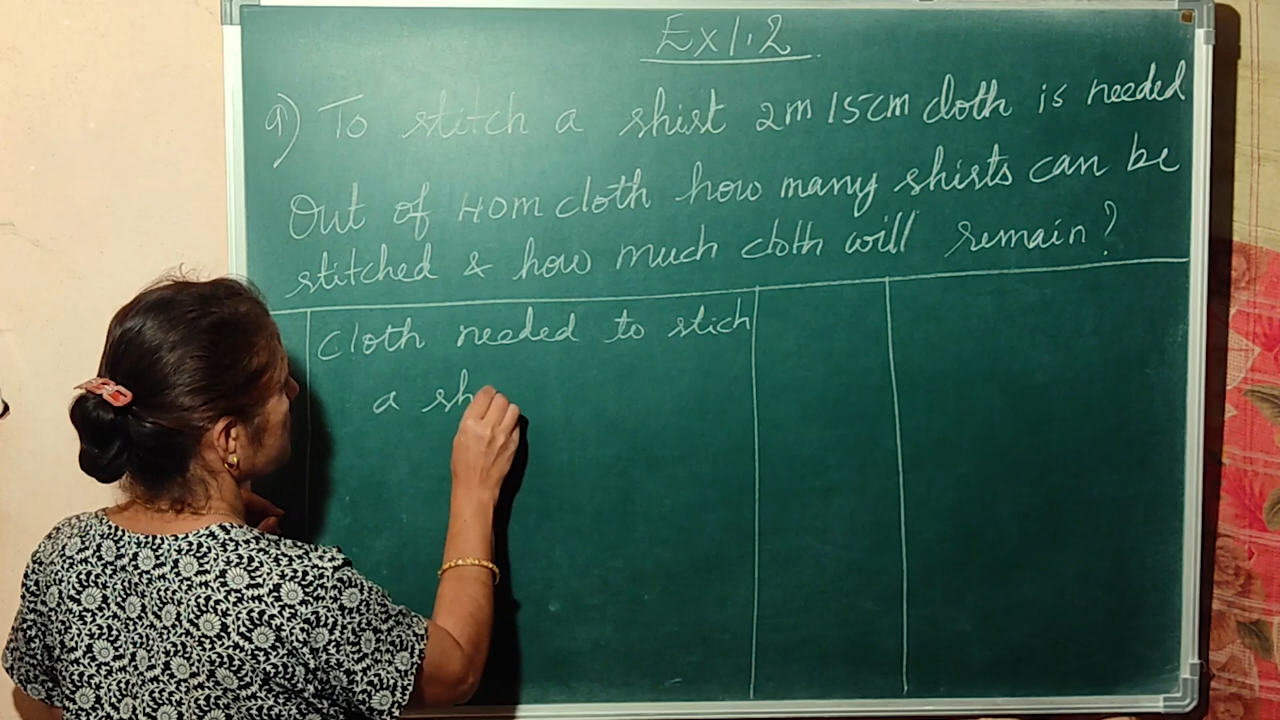 Ex 1.2
9) To stitch a shirt 2m 15cm cloth is needed
Out of 40m cloth how many shirts can be
stitched & how much cloth will remain?
Cloth needed to stich
a sh